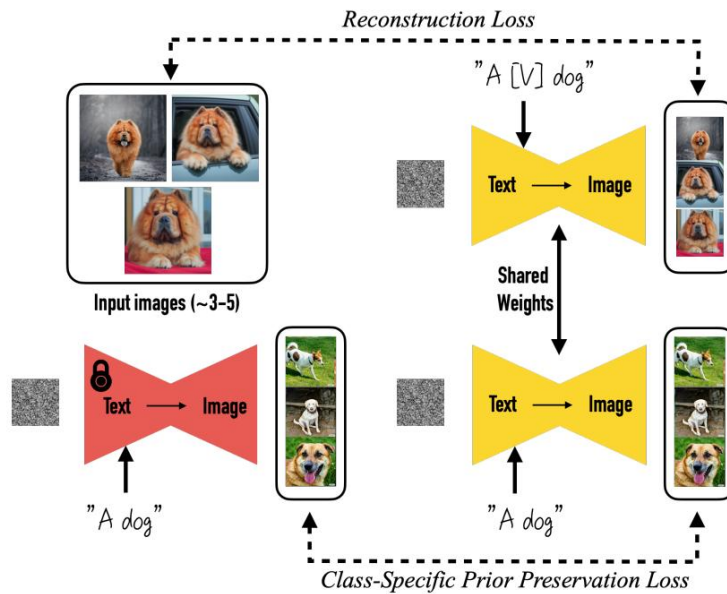 Reconstruction Loss
"A [V] dog"
Text → Image
Input images (~3-5)
Shared
Weights
Text → Image
Text → Image
"A dog"
"A dog"
Class-Specific Prior Preservation Loss